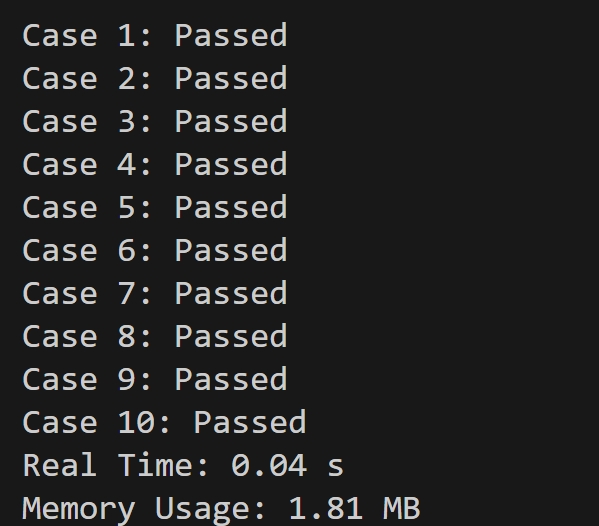 Case 1: Passed
Case 2: Passed
Case 3: Passed
Case 4: Passed
Case 5: Passed
Case 6: Passed
Case 7: Passed
Case 8: Passed
Case 9: Passed
Case 10: Passed
Real Time: 0.04 s
Memory Usage: 1.81 MB